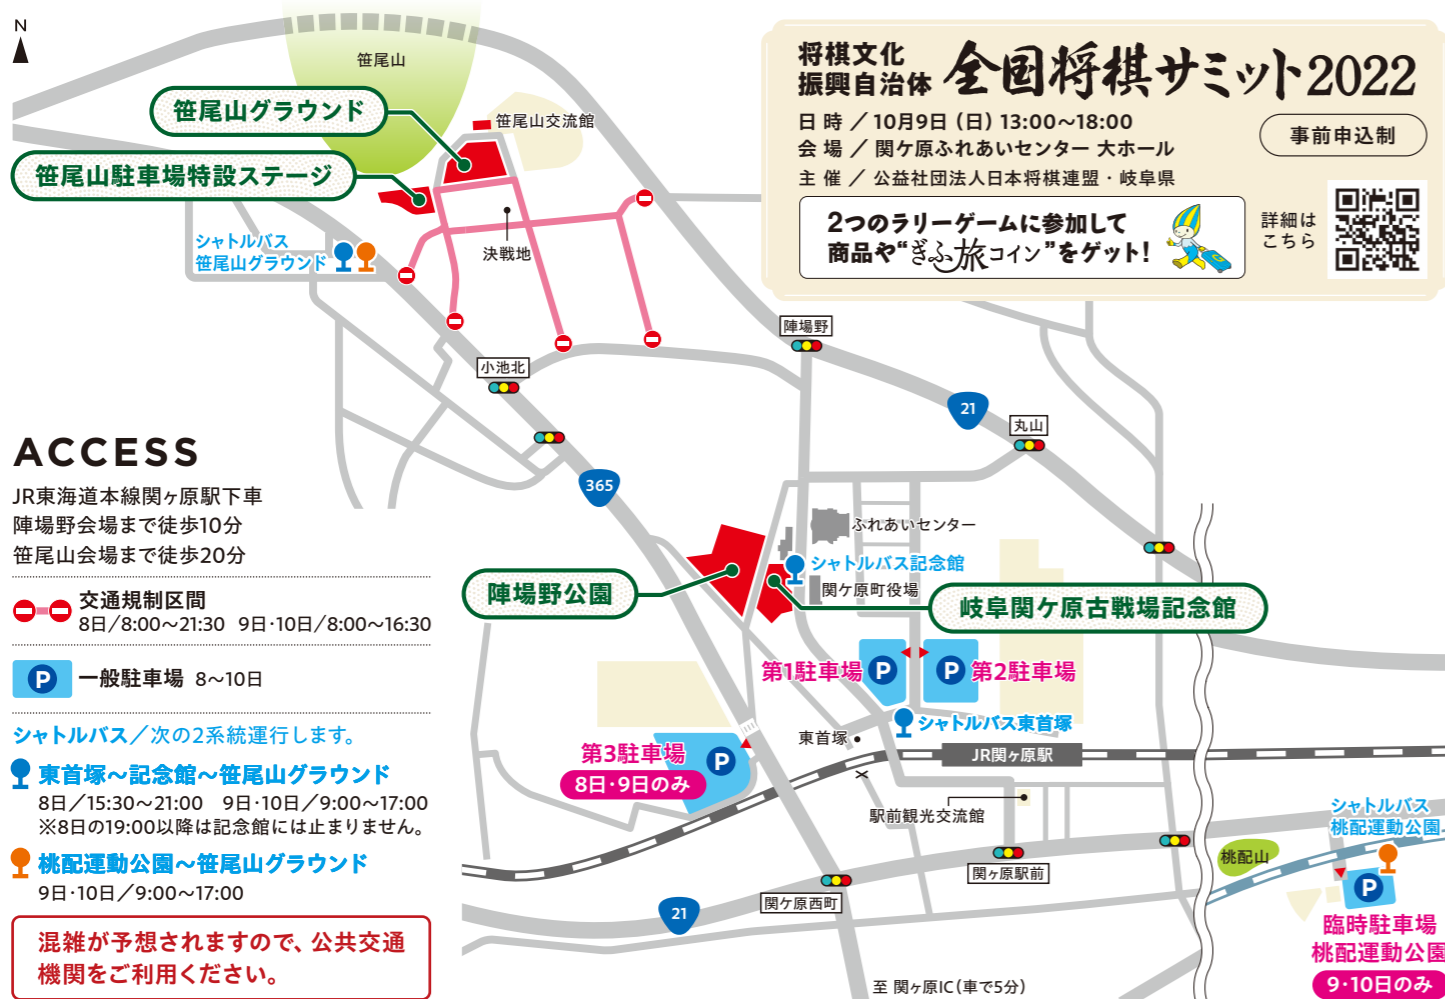 N
笹尾山
笹尾山グラウンド
笹尾山交流館
笹尾山駐車場特設ステージ
シャトルバス
笹尾山グラウンド
決戦地
将棋文化
振興自治体 全国将棋サミット2022
日 時 ／ 10月9日（日）13:00〜18:00
会 場 ／ 関ケ原ふれあいセンター 大ホール
主 催 ／ 公益社団法人日本将棋連盟・岐阜県
事前申込制
2つのラリーゲームに参加して
商品や“ぎふ旅コイン”をゲット！
詳細は
こちら
陣場野
小池北
21
丸山
365
ACCESS
JR東海道本線関ヶ原駅下車
陣場野会場まで徒歩10分
笹尾山会場まで徒歩20分
交通規制区間
8日/8:00〜21:30 9日・10日/8:00〜16:30
P 一般駐車場 8〜10日
シャトルバス／次の2系統運行します。
東首塚〜記念館〜笹尾山グラウンド
8日／15:30〜21:00 9日・10日／9:00〜17:00
※8日の19:00以降は記念館には止まりません。
桃配運動公園〜笹尾山グラウンド
9日・10日／9:00〜17:00
混雑が予想されますので、公共交通
機関をご利用ください。
ふれあいセンター
シャトルバス記念館
関ケ原町役場
陣場野公園
岐阜関ケ原古戦場記念館
第1駐車場 P
P 第2駐車場
シャトルバス東首塚
東首塚
JR関ヶ原駅
第3駐車場 P
8日・9日のみ
駅前観光交流館
関ヶ原駅前
関ケ原西町
21
至 関ヶ原IC（車で5分）
シャトルバス
桃配運動公園
桃配山
P
臨時駐車場
桃配運動公園
9・10日のみ